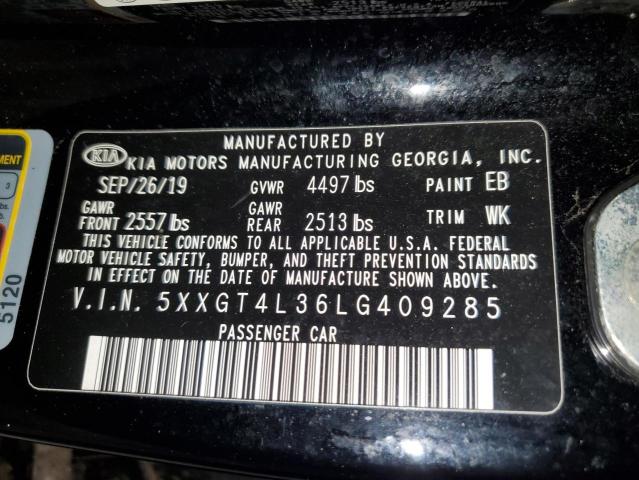 MANUFACTURED BY
KIA KIA MOTORS MANUFACTURING GEORGIA, INC.
SEP/26/19 GVWR 4497 lbs PAINT EB
GAWR FRONT 2557 lbs GAWR REAR 2513 lbs TRIM WK
THIS VEHICLE CONFORMS TO ALL APPLICABLE U.S.A. FEDERAL
MOTOR VEHICLE SAFETY, BUMPER, AND THEFT PREVENTION STANDARDS
IN EFFECT ON THE DATE OF MANUFACTURE SHOWN ABOVE.
V.I.N. 5XXGT4L36LG409285
PASSENGER CAR
3
5120